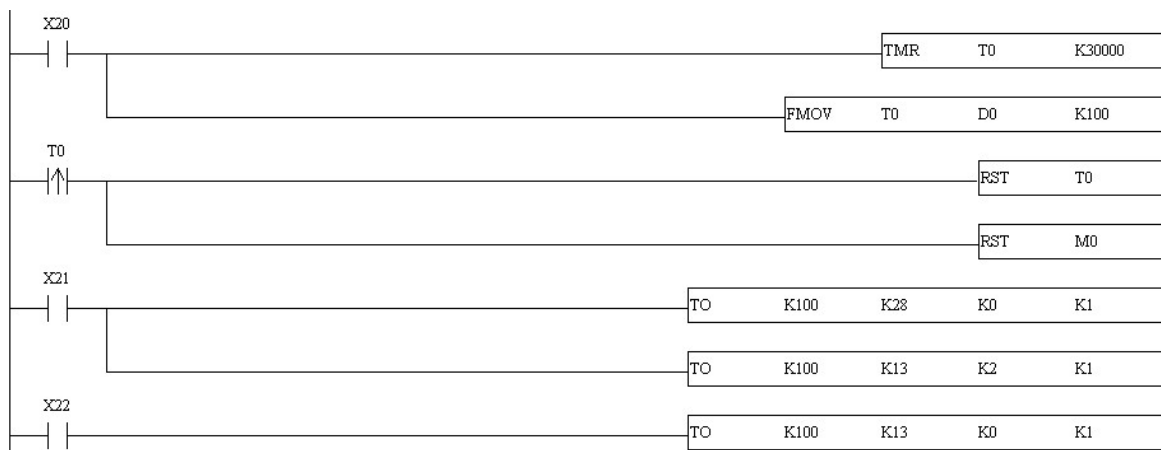 X20
TMR T0 K30000
FMOV T0 D0 K100
T0
RST T0
RST M0
X21
TO K100 K28 K0 K1
TO K100 K13 K2 K1
X22
TO K100 K13 K0 K1